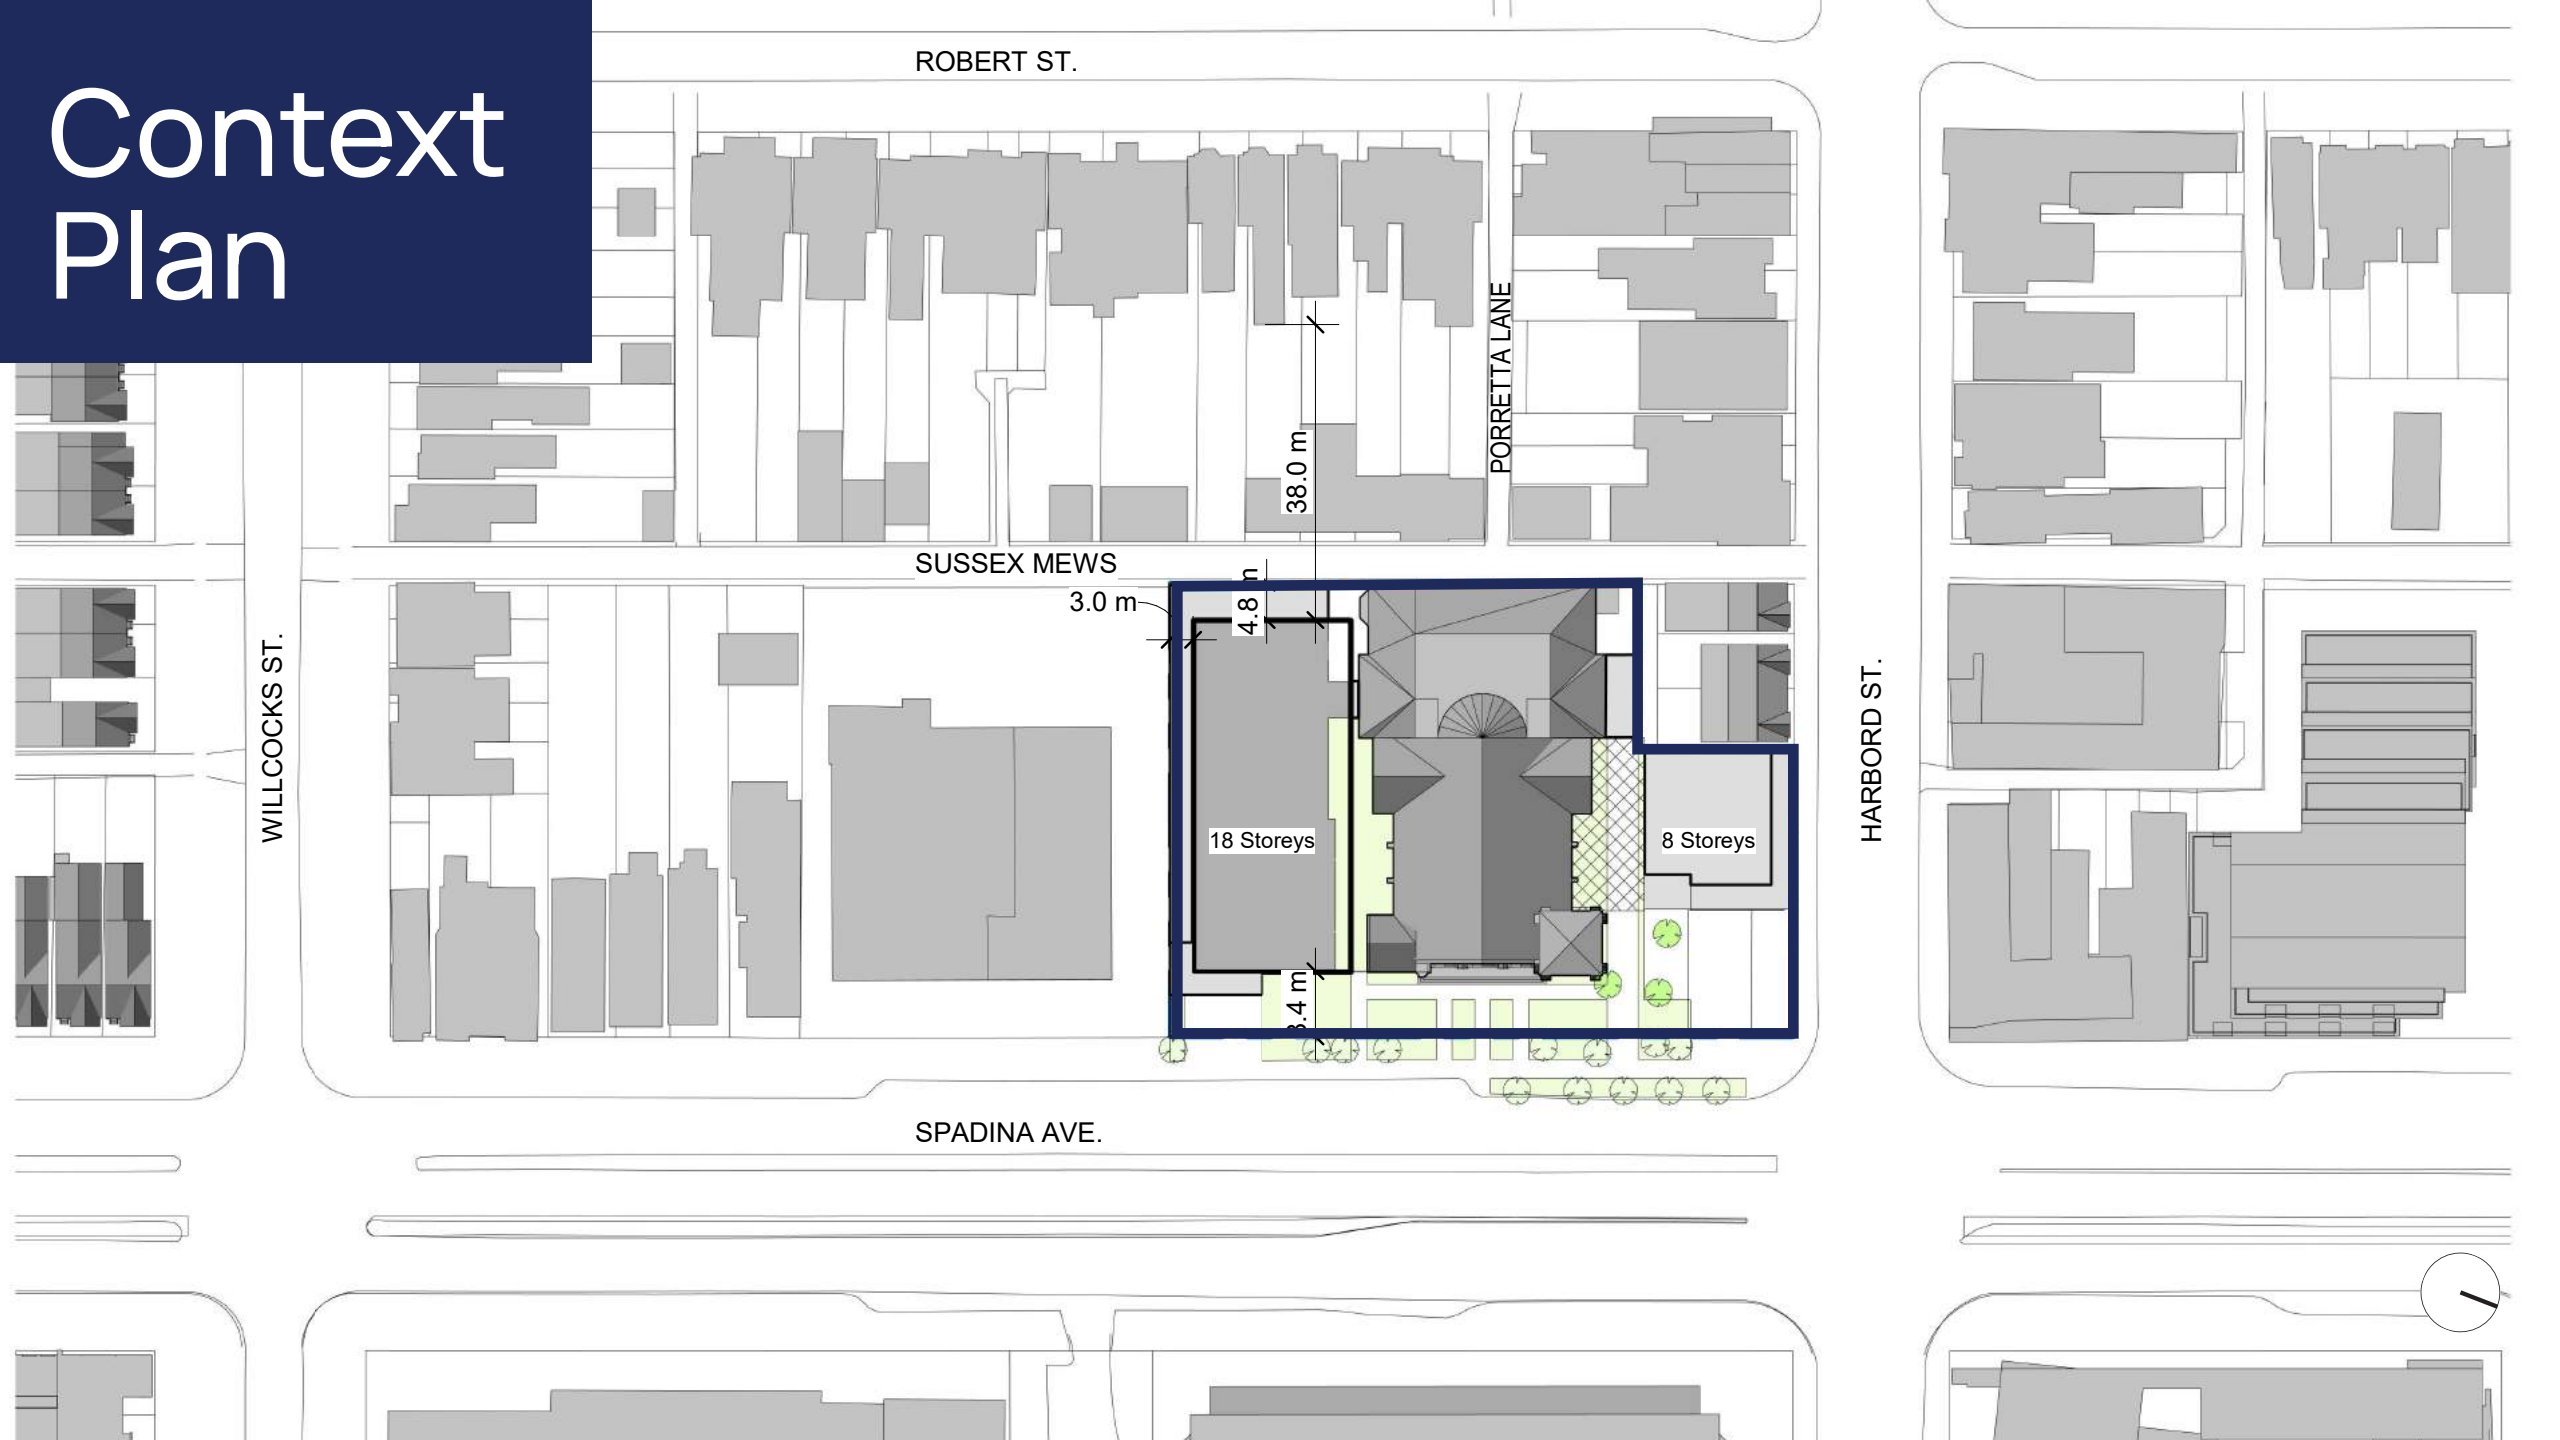 Context
Plan
ROBERT ST.
PORRETTA LANE
38.0 m
SUSSEX MEWS
3.0 m
4.8 m
WILLCOCKS ST.
HARBORD ST.
18 Storeys
8 Storeys
SPADINA AVE.